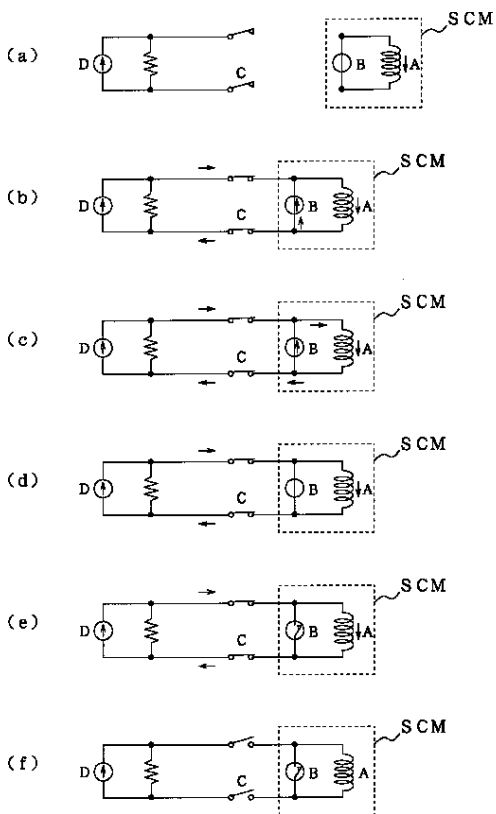 SCM
(a) D C B A
SCM
(b) D C B A
SCM
(c) D C B A
SCM
(d) D C B A
SCM
(e) D C B A
SCM
(f) D C B A